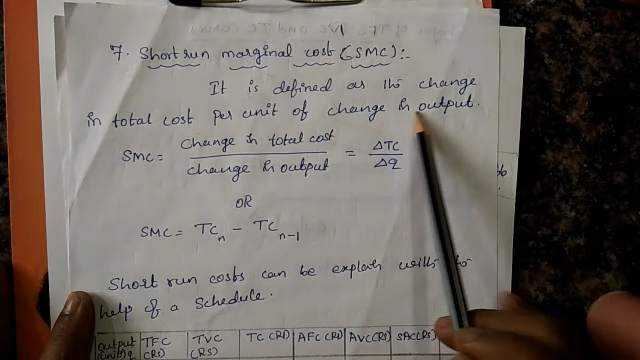 7. Short run marginal cost (SMC):-
It is defined as the change
in total cost per unit of change in output.
SMC = Change in total cost / change in output = ΔTC / Δq
OR
SMC = TCn - TCn-1
Short run costs can be explain with the
help of a schedule.
output (unit) q TFC (RS) TVC (RS) TC (RS) AFC (RS) AVC (RS) SAC (RS)